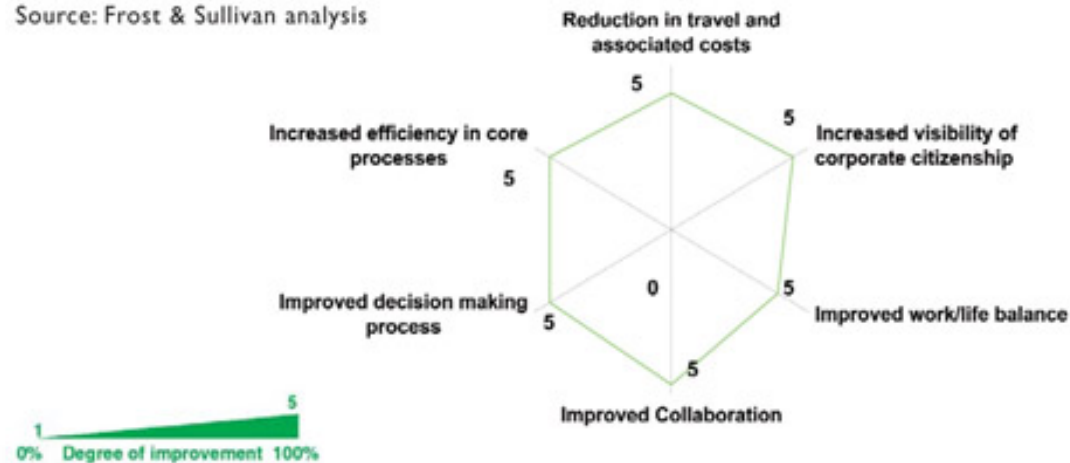 Source: Frost & Sullivan analysis
Reduction in travel and
associated costs
5
5
Increased efficiency in core
processes
5
Increased visibility of
corporate citizenship
0
5
Improved work/life balance
Improved decision making
process
5
5
Improved Collaboration
5
1
0% Degree of improvement 100%